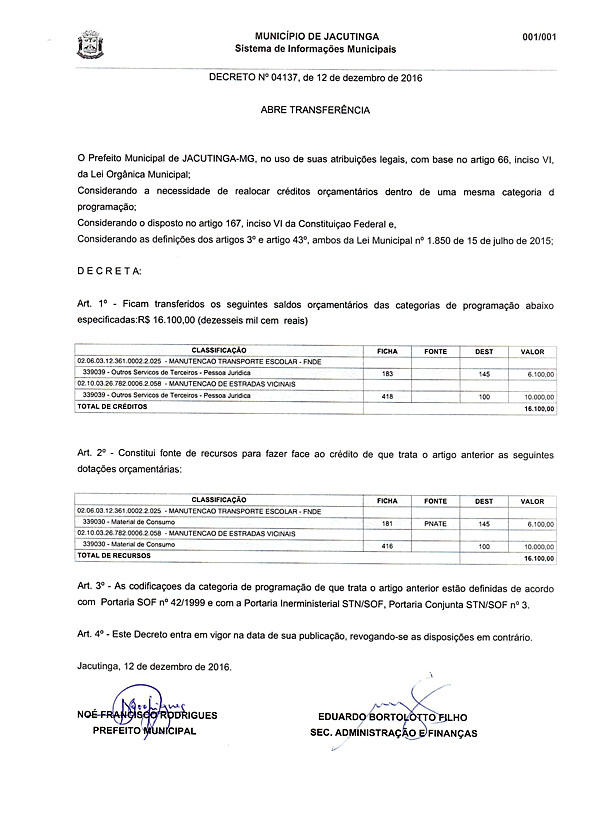 MUNICÍPIO DE JACUTINGA 001/001
Sistema de Informações Municipais
DECRETO Nº 04137, de 12 de dezembro de 2016
ABRE TRANSFERÊNCIA
O Prefeito Municipal de JACUTINGA-MG, no uso de suas atribuições legais, com base no artigo 66, inciso VI,
da Lei Orgânica Municipal;
Considerando a necessidade de realocar créditos orçamentários dentro de uma mesma categoria d
programação;
Considerando o disposto no artigo 167, inciso VI da Constituiçao Federal e,
Considerando as definições dos artigos 3º e artigo 43º, ambos da Lei Municipal nº 1.850 de 15 de julho de 2015;
D E C R E T A:
Art. 1º - Ficam transferidos os seguintes saldos orçamentários das categorias de programação abaixo
especificadas:R$ 16.100,00 (dezesseis mil cem reais)
CLASSIFICAÇÃO FICHA FONTE DEST VALOR
02.06.03.12.361.0002.2.025 - MANUTENCAO TRANSPORTE ESCOLAR - FNDE
339039 - Outros Servicos de Terceiros - Pessoa Juridica 183 145 6.100,00
02.10.03.26.782.0006.2.058 - MANUTENCAO DE ESTRADAS VICINAIS
339039 - Outros Servicos de Terceiros - Pessoa Juridica 418 100 10.000,00
TOTAL DE CRÉDITOS 16.100,00
Art. 2º - Constitui fonte de recursos para fazer face ao crédito de que trata o artigo anterior as seguintes
dotações orçamentárias:
CLASSIFICAÇÃO FICHA FONTE DEST VALOR
02.06.03.12.361.0002.2.025 - MANUTENCAO TRANSPORTE ESCOLAR - FNDE
339030 - Material de Consumo 181 PNATE 145 6.100,00
02.10.03.26.782.0006.2.058 - MANUTENCAO DE ESTRADAS VICINAIS
339030 - Material de Consumo 416 100 10.000,00
TOTAL DE RECURSOS 16.100,00
Art. 3º - As codificaçoes da categoria de programação de que trata o artigo anterior estão definidas de acordo
com Portaria SOF nº 42/1999 e com a Portaria Inerministerial STN/SOF, Portaria Conjunta STN/SOF nº 3.
Art. 4º - Este Decreto entra em vigor na data de sua publicação, revogando-se as disposições em contrário.
Jacutinga, 12 de dezembro de 2016.
NOÉ FRANCISCO RODRIGUES EDUARDO BORTOLOTTO FILHO
PREFEITO MUNICIPAL SEC. ADMINISTRAÇÃO E FINANÇAS